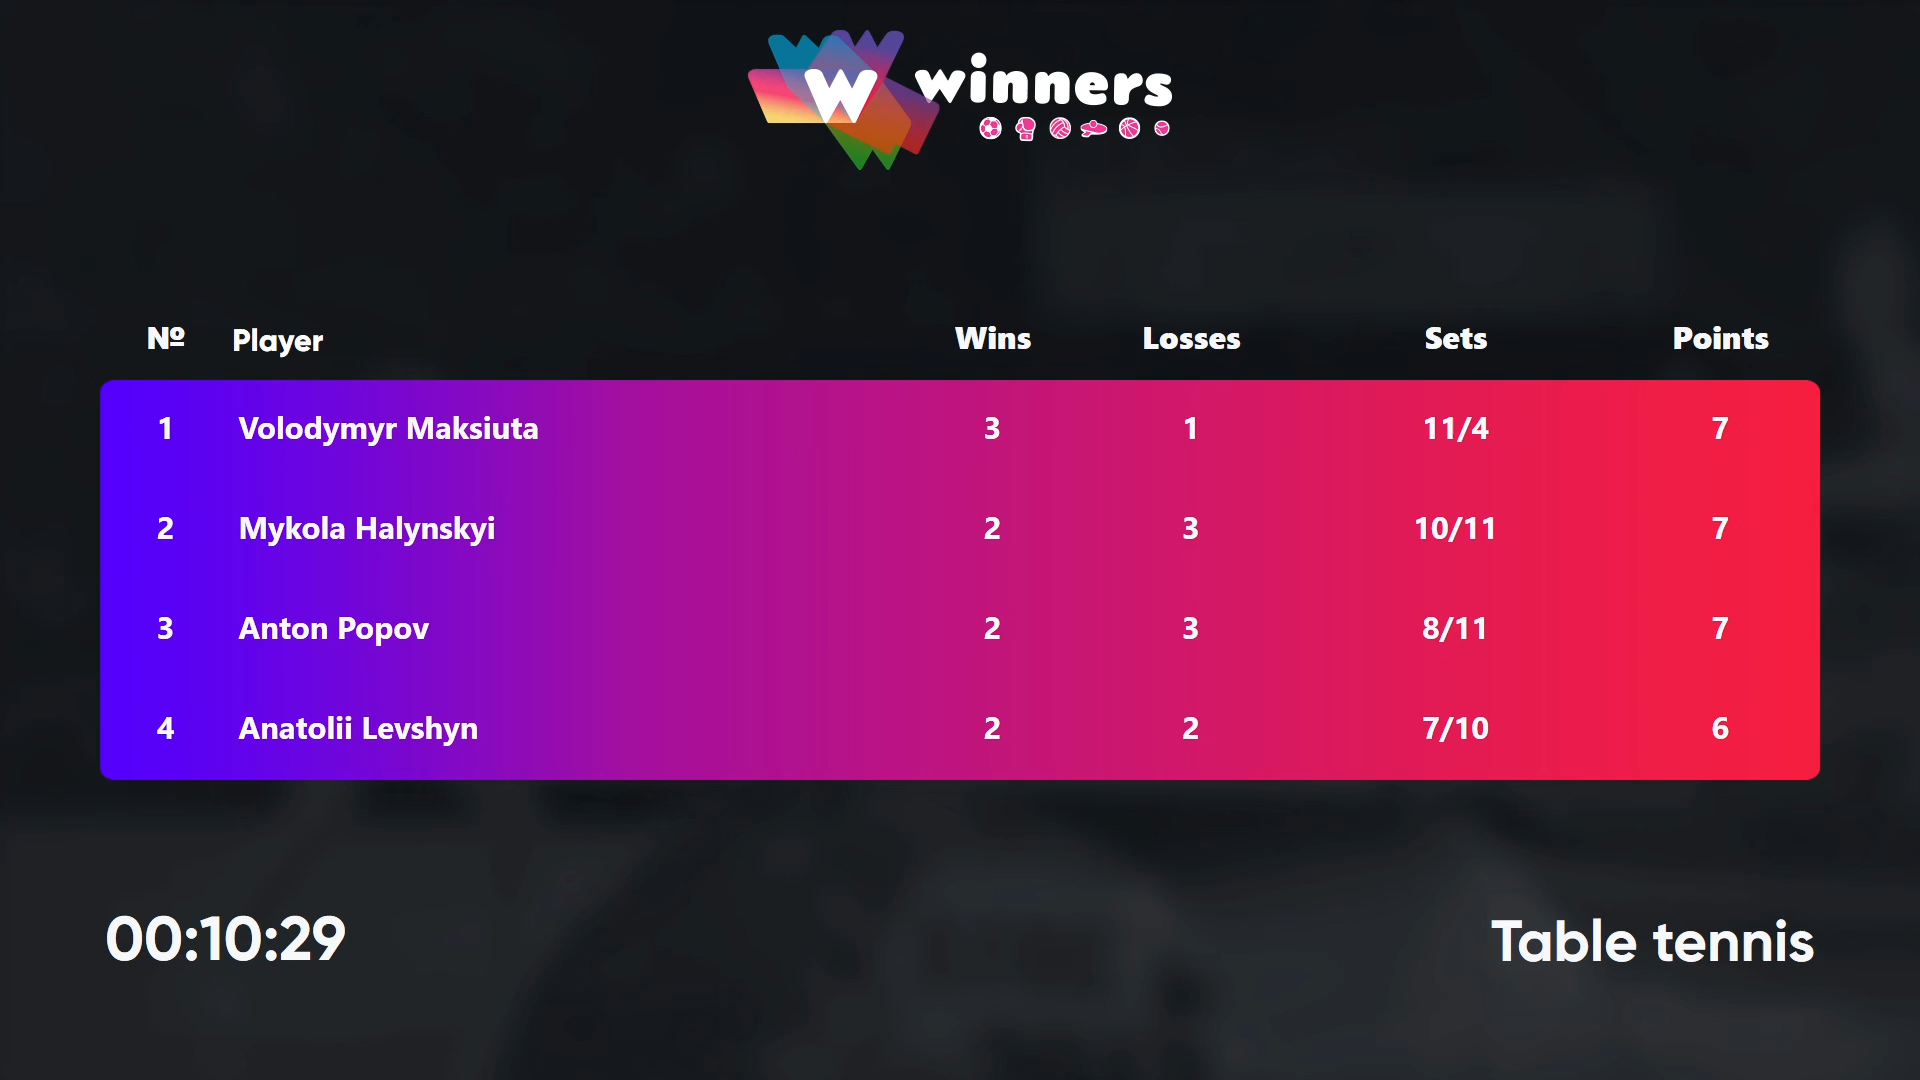 W winners
Nº Player Wins Losses Sets Points
1 Volodymyr Maksiuta 3 1 11/4 7
2 Mykola Halynskyi 2 3 10/11 7
3 Anton Popov 2 3 8/11 7
4 Anatolii Levshyn 2 2 7/10 6
00:10:29 Table tennis